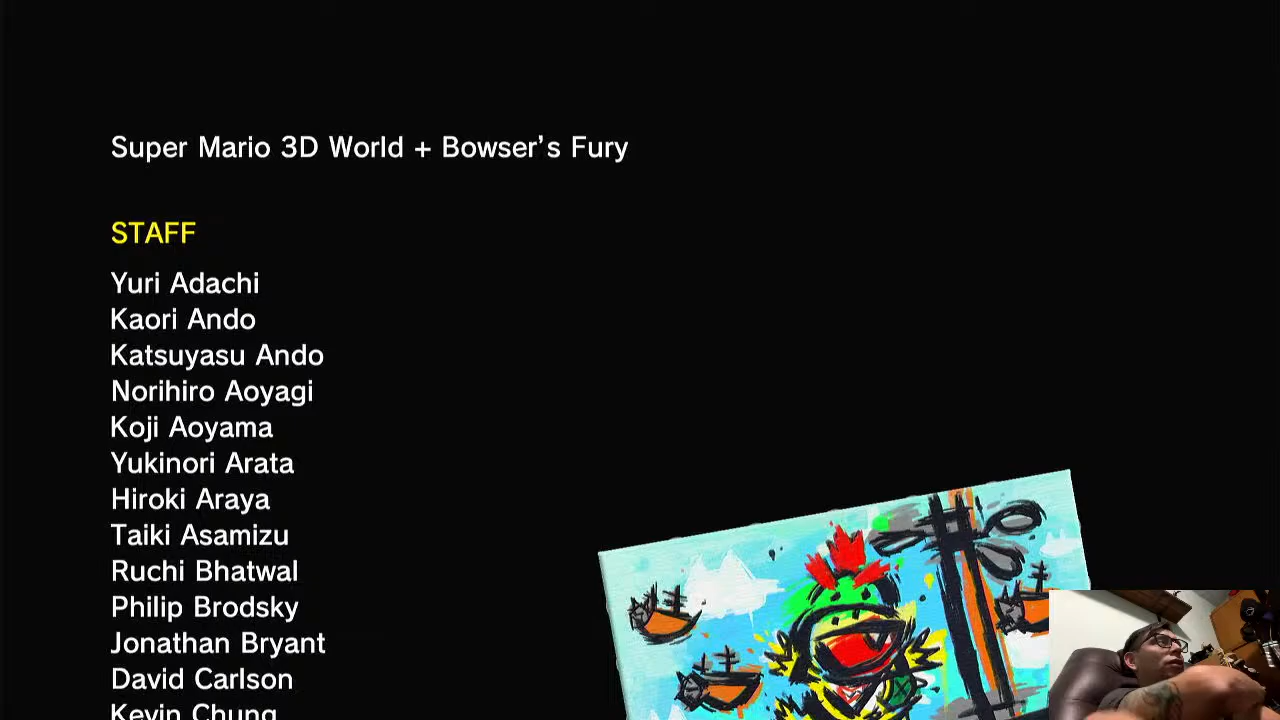 Super Mario 3D World + Bowser’s Fury
STAFF
Yuri Adachi
Kaori Ando
Katsuyasu Ando
Norihiro Aoyagi
Koji Aoyama
Yukinori Arata
Hiroki Araya
Taiki Asamizu
Ruchi Bhatwal
Philip Brodsky
Jonathan Bryant
David Carlson
Kevin Chung